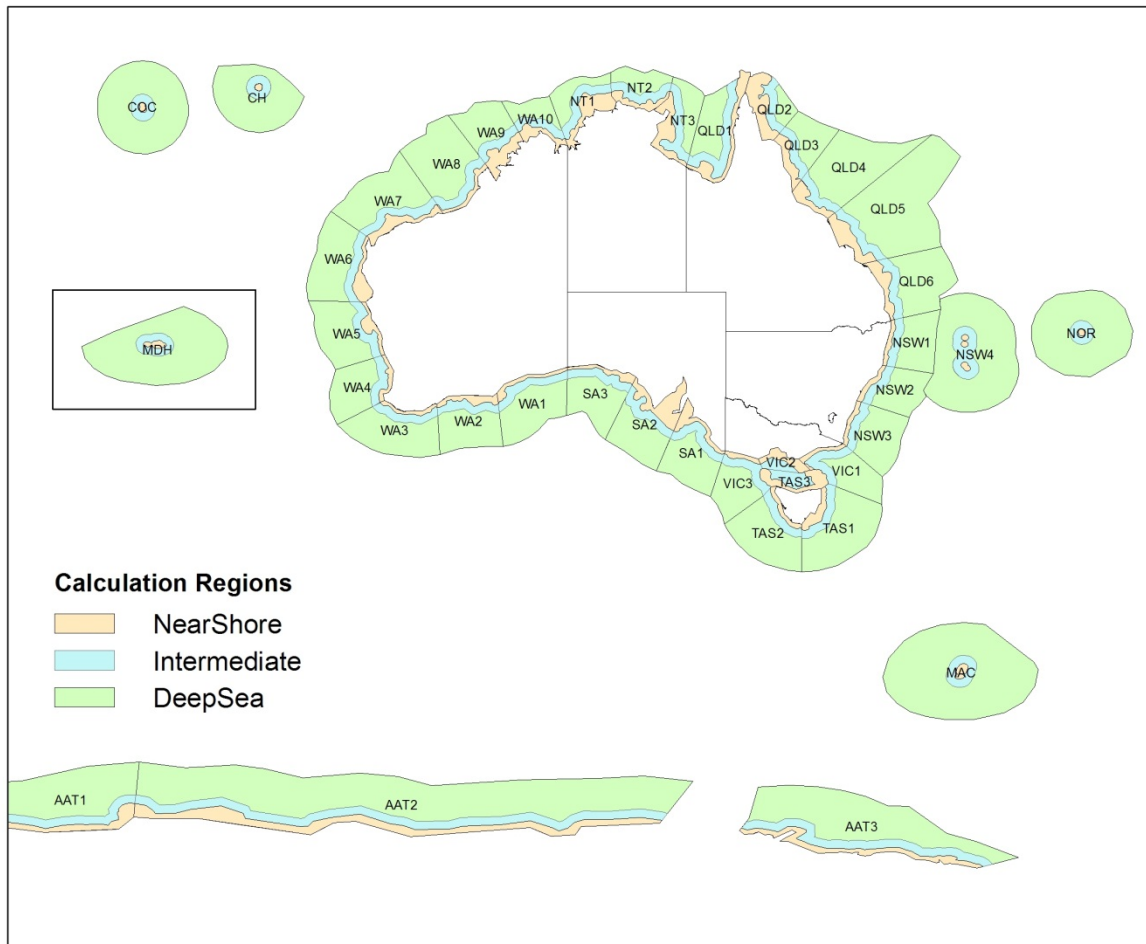 COC
CH
NT1
NT2
NT3
QLD1
QLD2
QLD3
QLD4
QLD5
QLD6
WA10
WA9
WA8
WA7
WA6
WA5
WA4
WA3
WA2
WA1
SA3
SA2
SA1
VIC3
VIC2
VIC1
TAS3
TAS2
TAS1
NSW1
NSW2
NSW3
NSW4
NOR
MDH
MAC
Calculation Regions
NearShore
Intermediate
DeepSea
AAT1
AAT2
AAT3